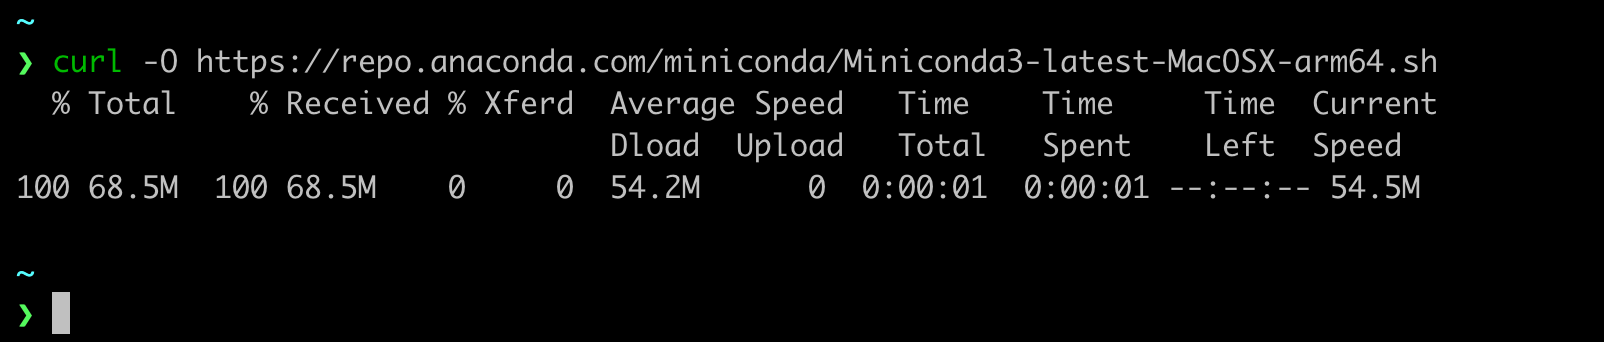 ~
❯ curl -O https://repo.anaconda.com/miniconda/Miniconda3-latest-MacOSX-arm64.sh
  % Total    % Received % Xferd  Average Speed   Time    Time     Time  Current
                                 Dload  Upload   Total   Spent    Left  Speed
100 68.5M  100 68.5M    0     0  54.2M      0  0:00:01  0:00:01 --:--:-- 54.5M
~
❯